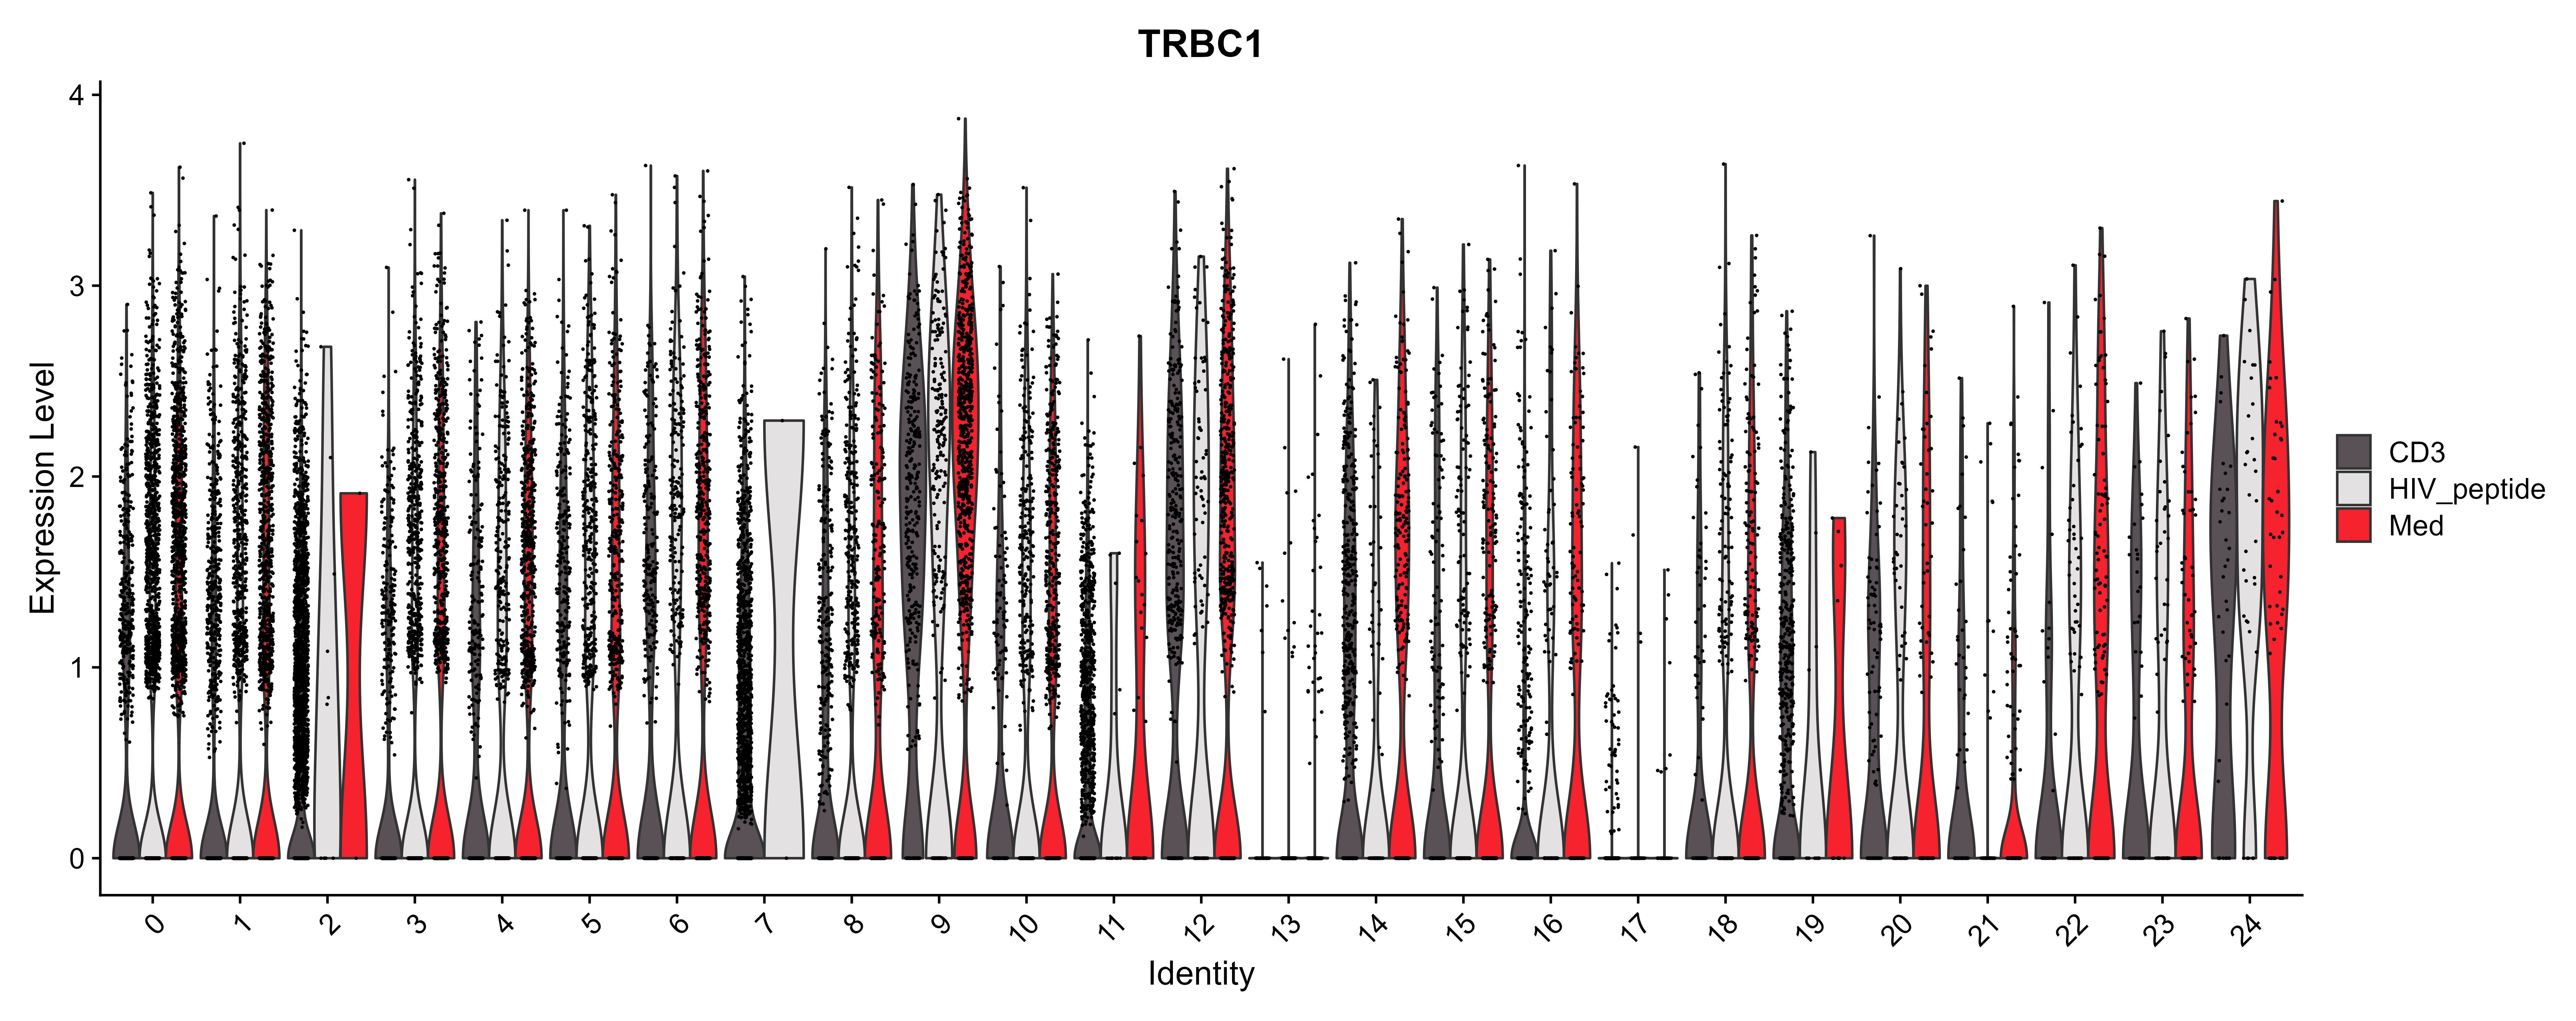 TRBC1
Expression Level
4
3
2
1
0
0 1 2 3 4 5 6 7 8 9 10 11 12 13 14 15 16 17 18 19 20 21 22 23 24
Identity
CD3
HIV_peptide
Med